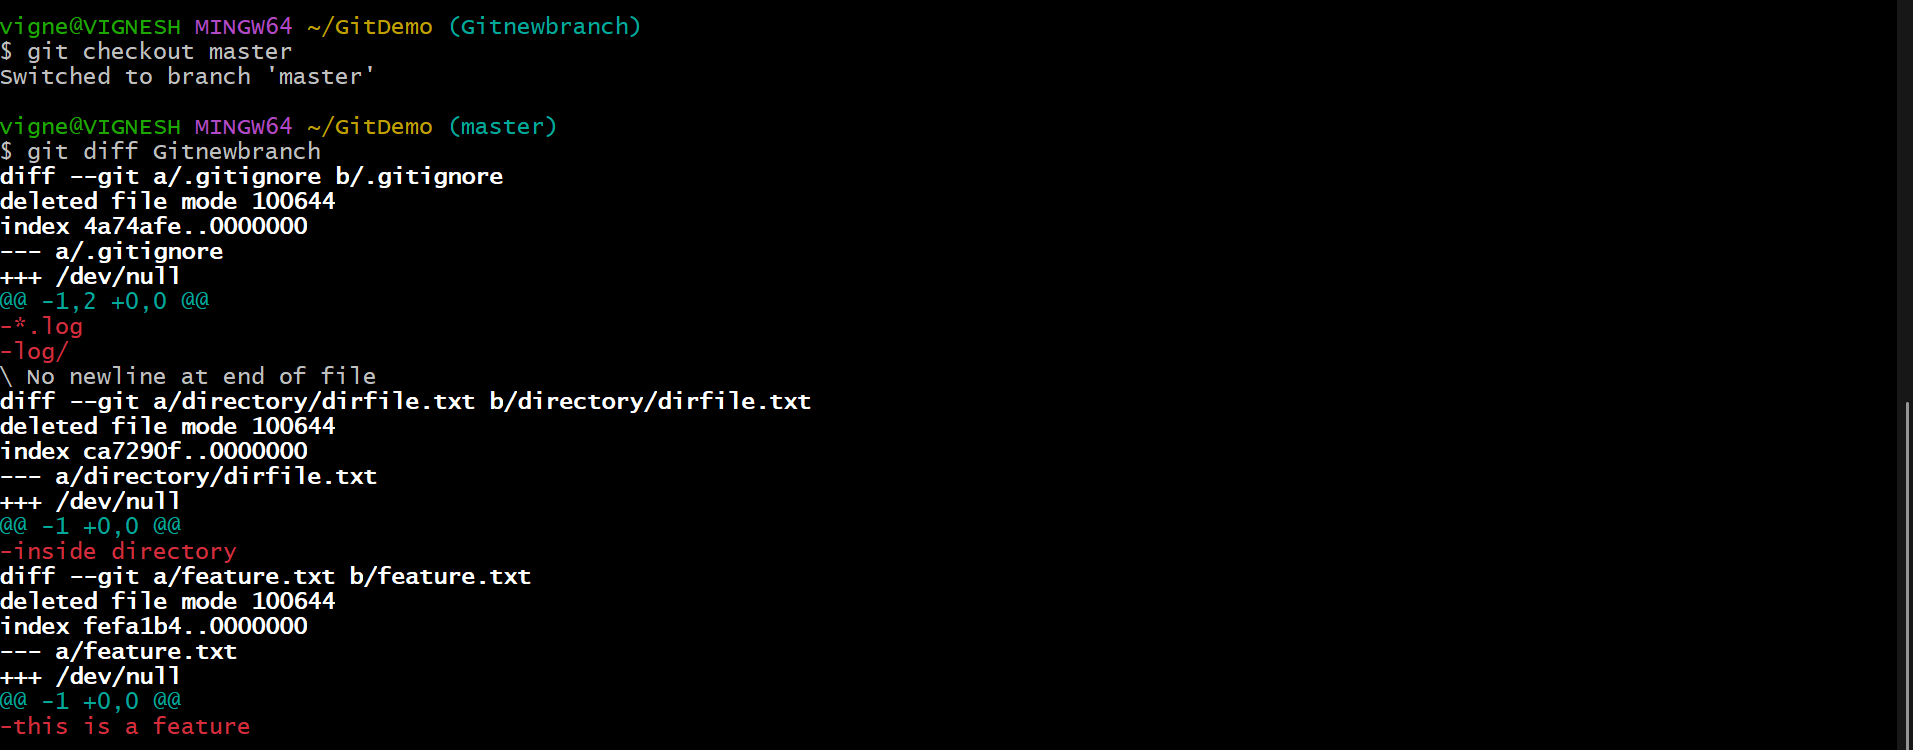 vigne@VIGNESH MINGW64 ~/GitDemo (Gitnewbranch)
$ git checkout master
Switched to branch 'master'

vigne@VIGNESH MINGW64 ~/GitDemo (master)
$ git diff Gitnewbranch
diff --git a/.gitignore b/.gitignore
deleted file mode 100644
index 4a74afe..0000000
--- a/.gitignore
+++ /dev/null
@@ -1,2 +0,0 @@
-*.log
-log/
\ No newline at end of file
diff --git a/directory/dirfile.txt b/directory/dirfile.txt
deleted file mode 100644
index ca7290f..0000000
--- a/directory/dirfile.txt
+++ /dev/null
@@ -1 +0,0 @@
-inside directory
diff --git a/feature.txt b/feature.txt
deleted file mode 100644
index fefa1b4..0000000
--- a/feature.txt
+++ /dev/null
@@ -1 +0,0 @@
-this is a feature